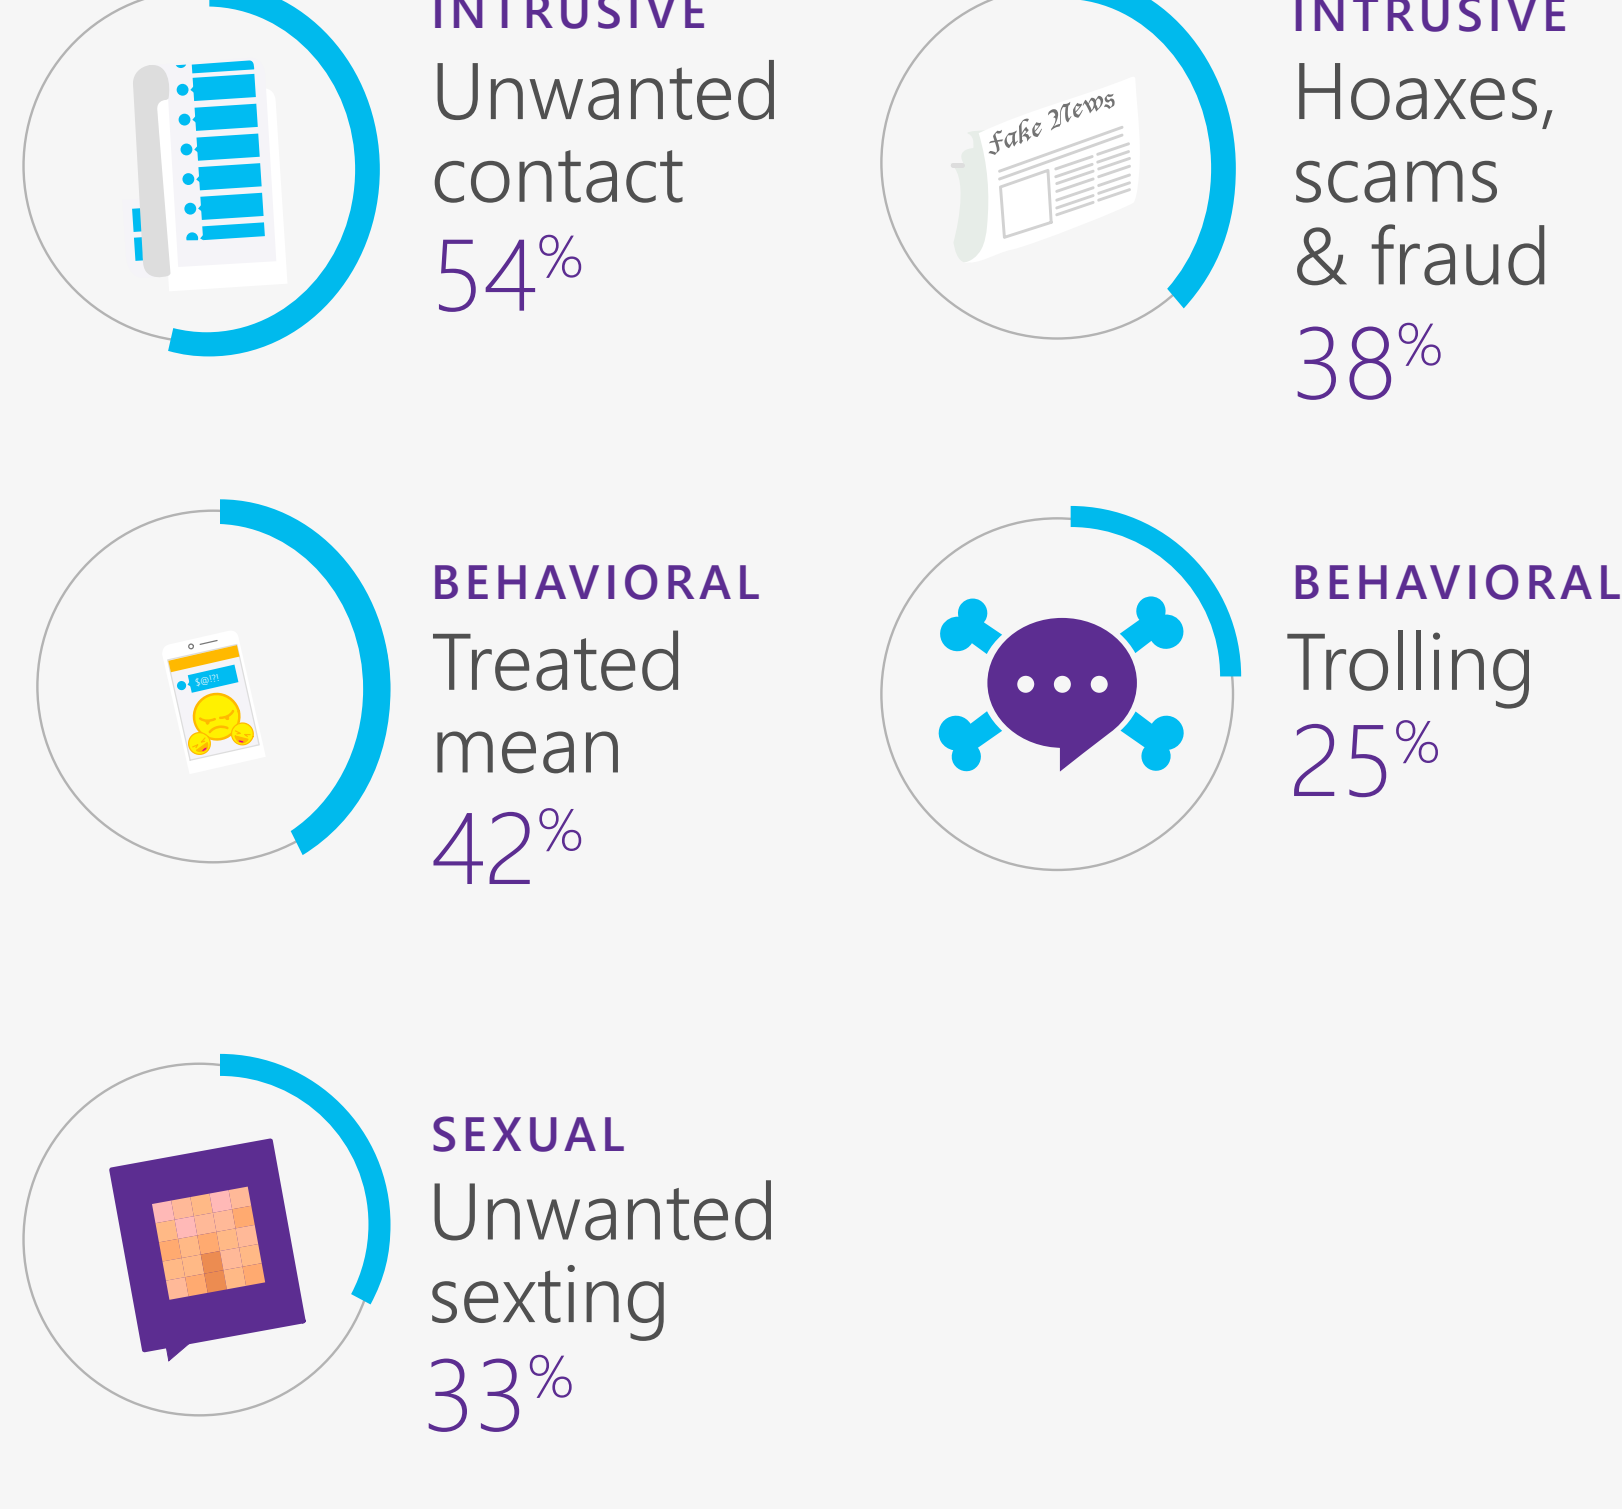 INTRUSIVE
Unwanted
contact
54%
INTRUSIVE
Hoaxes,
scams
& fraud
38%
Fake News
BEHAVIORAL
Treated
mean
42%
$@!?!
BEHAVIORAL
Trolling
25%
SEXUAL
Unwanted
sexting
33%